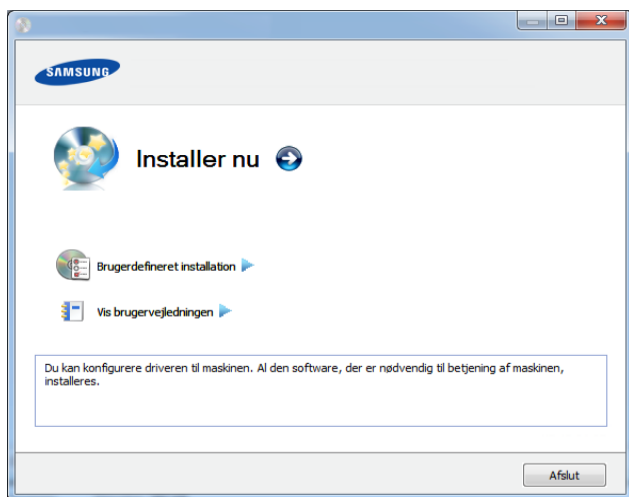 SAMSUNG
Installer nu
Brugerdefineret installation
Vis brugervejledningen
Du kan konfigurere driveren til maskinen. Al den software, der er nødvendig til betjening af maskinen,
installeres.
Afslut